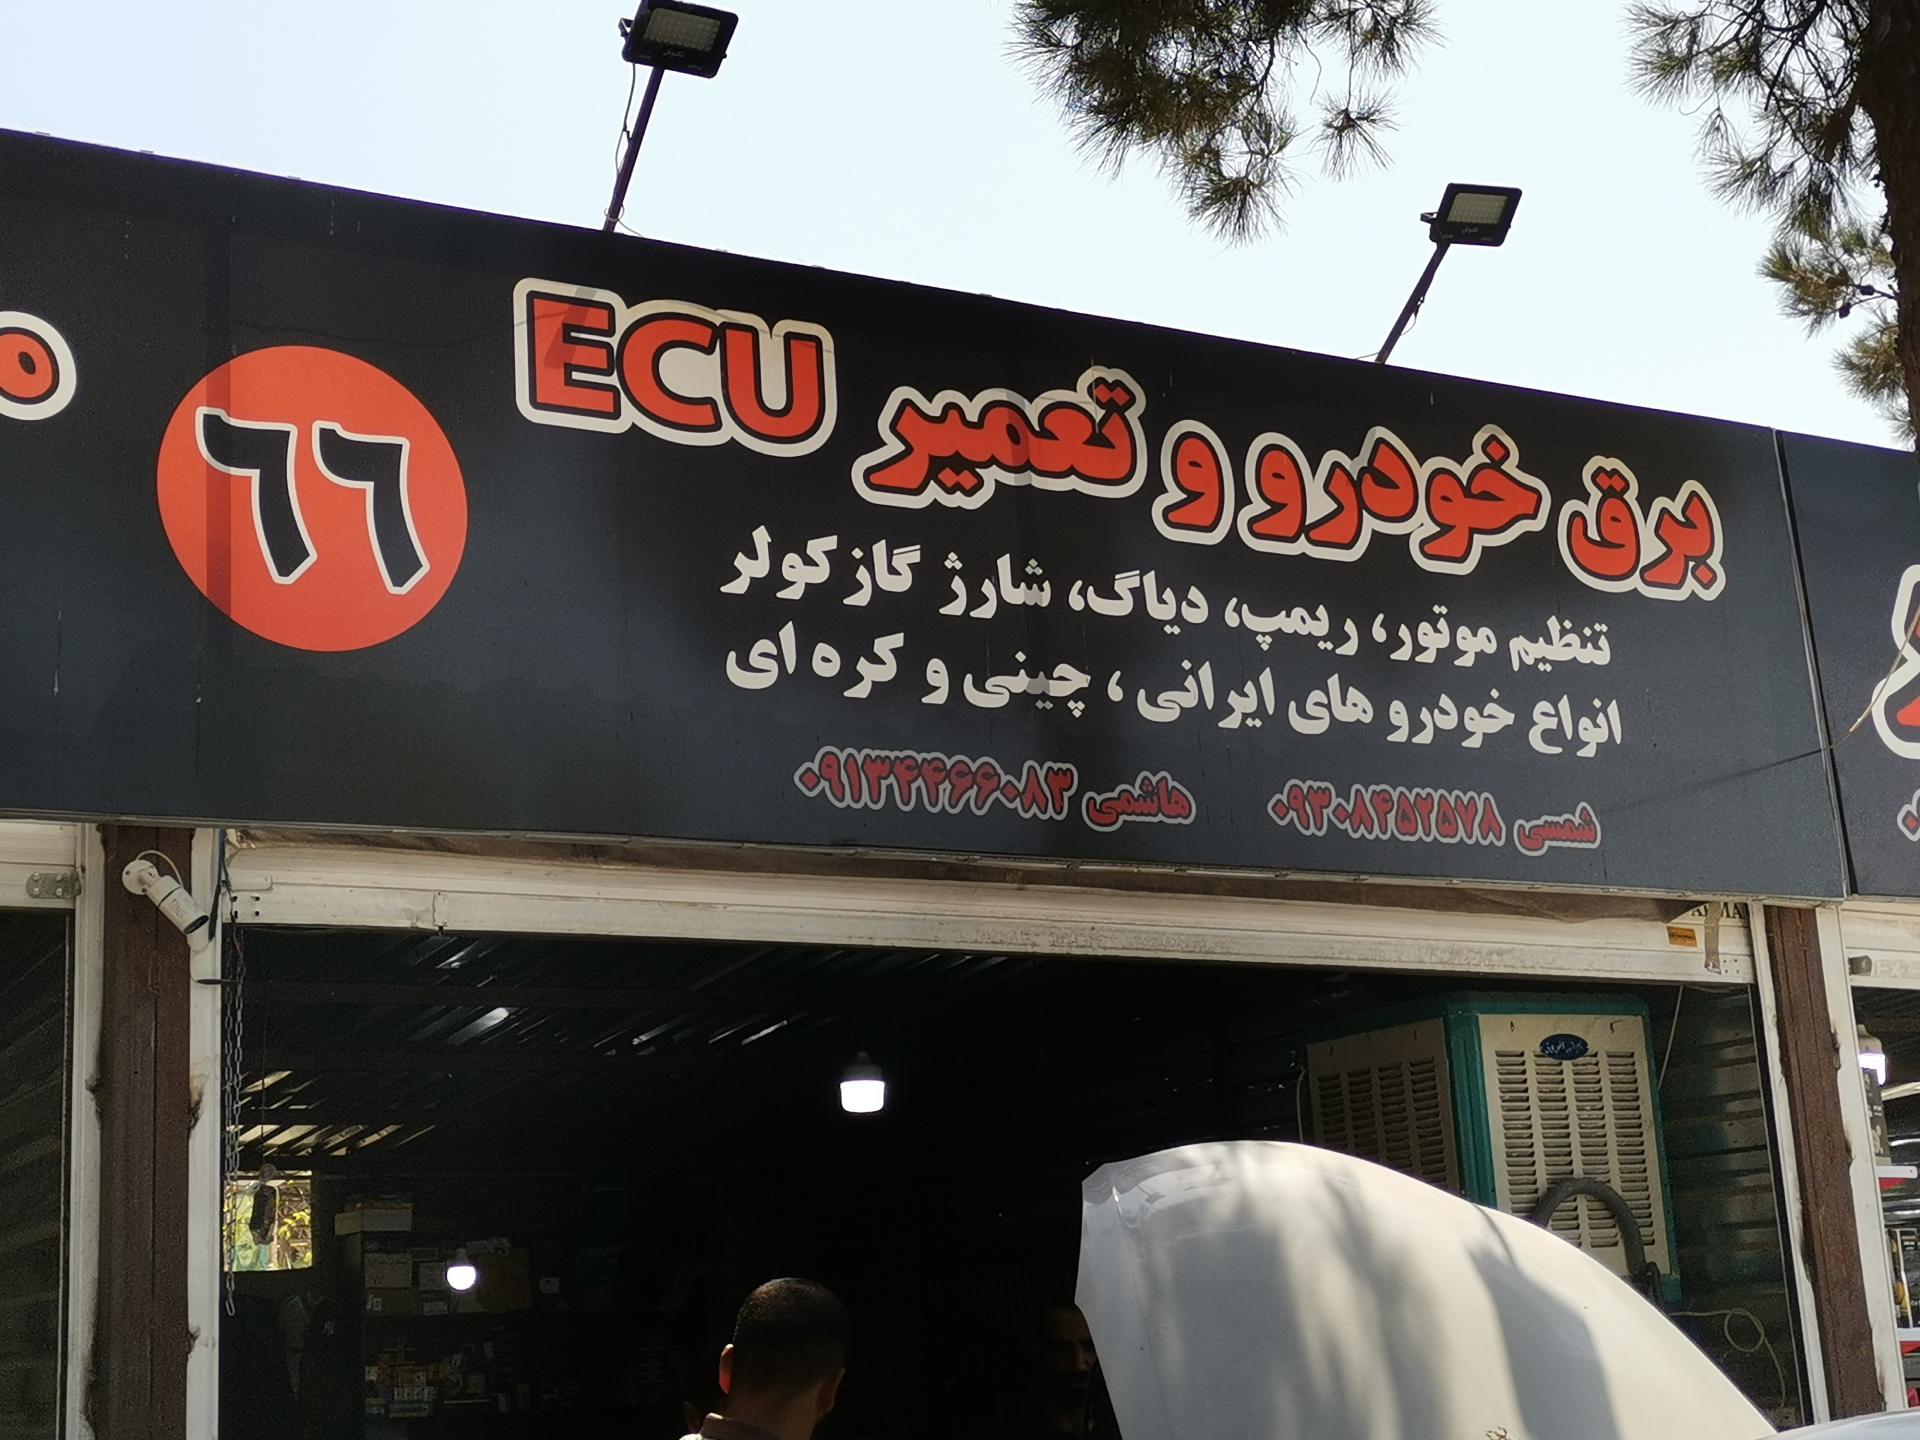 برق خودرو و تعمیر ECU
تنظیم موتور، ریمپ، دیاگ، شارژ گاز کولر
انواع خودرو های ایرانی ، چینی و کره ای
شمسی ۰۹۳۰۸۴۵۲۵۷۸ هاشمی ۰۹۱۳۴۴۶۶۰۸۳
۶۶